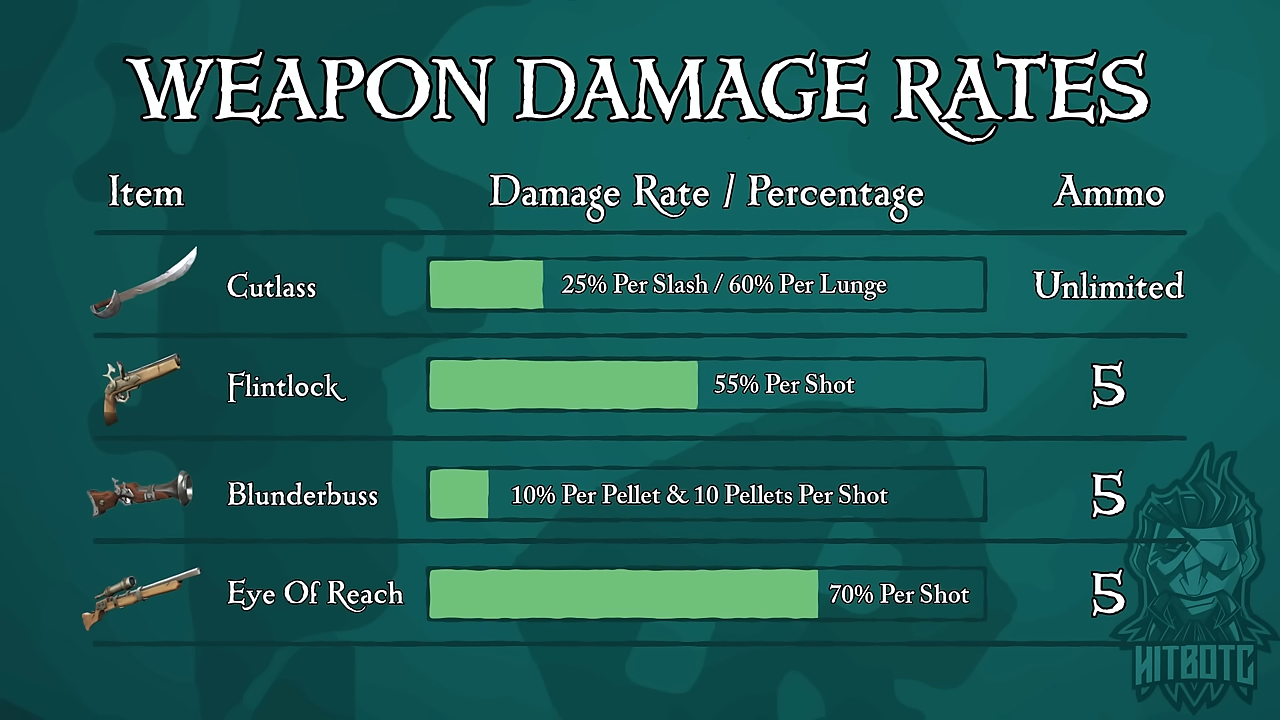 WEAPON DAMAGE RATES
Item Damage Rate / Percentage Ammo
Cutlass 25% Per Slash / 60% Per Lunge Unlimited
Flintlock 55% Per Shot 5
Blunderbuss 10% Per Pellet & 10 Pellets Per Shot 5
Eye Of Reach 70% Per Shot 5
HITBOTC